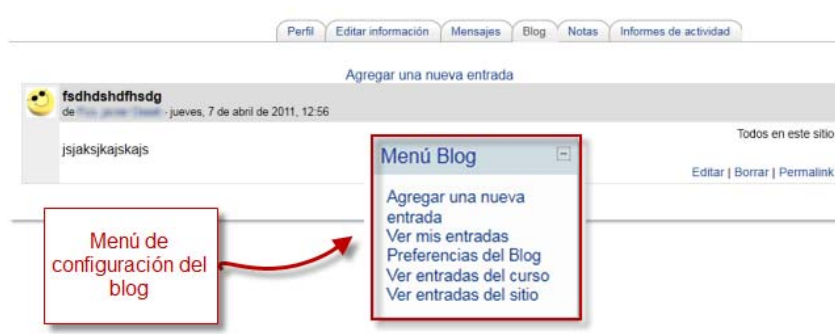 Perfil Editar información Mensajes Blog Notas Informes de actividad
Agregar una nueva entrada
fsdhdshdfhsdg
de - jueves, 7 de abril de 2011, 12:56
Todos en este sitio
jsjaksjkajskajs
Editar | Borrar | Permalink
Menú Blog
Agregar una nueva
entrada
Ver mis entradas
Preferencias del Blog
Ver entradas del curso
Ver entradas del sitio
Menú de
configuración del
blog